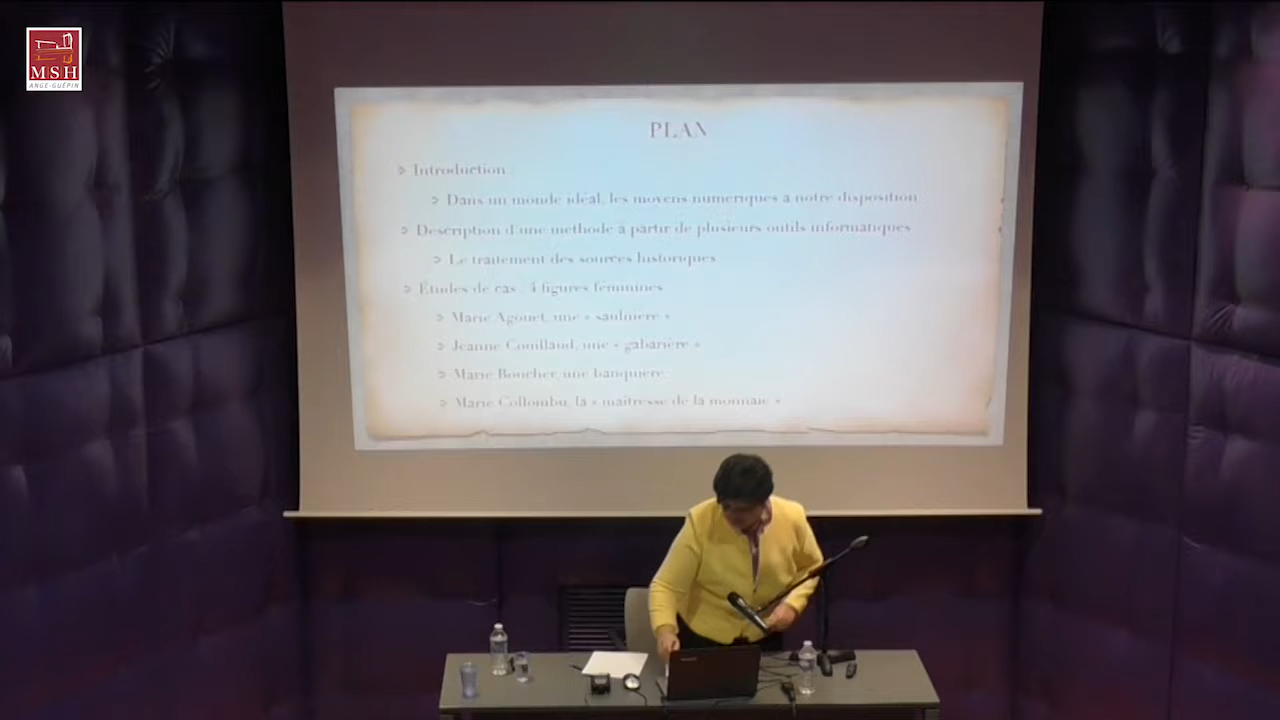 MSH
ANGE-GUÉPIN
PLAN
Introduction
Dans un monde idéal, les moyens numériques à notre disposition
Description d'une méthode à partir de plusieurs outils informatiques
Le traitement des sources historiques
Études de cas : 4 figures féminines
Marie Agouet, une « saulnière »
Jeanne Couillaud, une « gabarière »
Marie Boucher, une banquière
Marie Collombu, la « maîtresse de la monnaie »